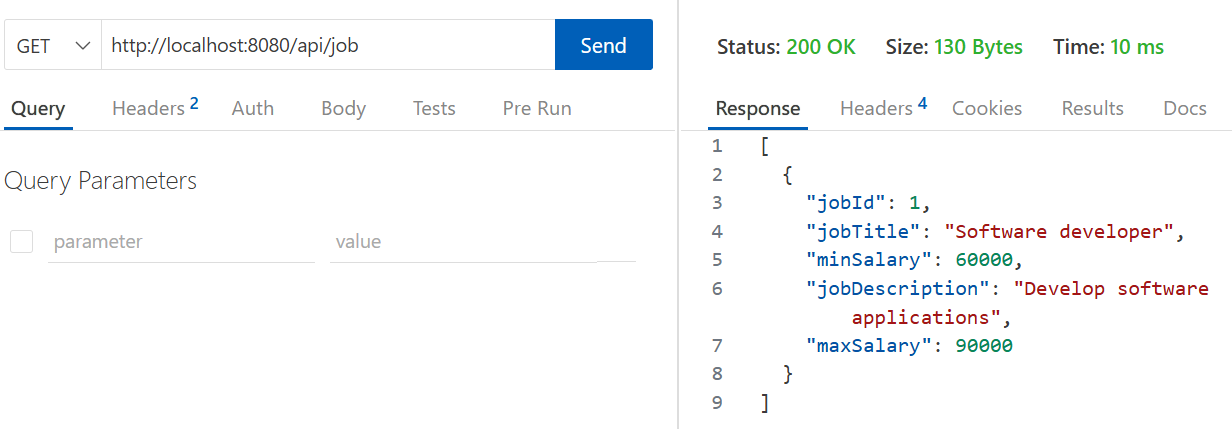 GET http://localhost:8080/api/job Send
Query Headers 2 Auth Body Tests Pre Run
Query Parameters
parameter value
Status: 200 OK Size: 130 Bytes Time: 10 ms
Response Headers 4 Cookies Results Docs
1 [
2 {
3 "jobId": 1,
4 "jobTitle": "Software developer",
5 "minSalary": 60000,
6 "jobDescription": "Develop software
applications",
7 "maxSalary": 90000
8 }
9 ]